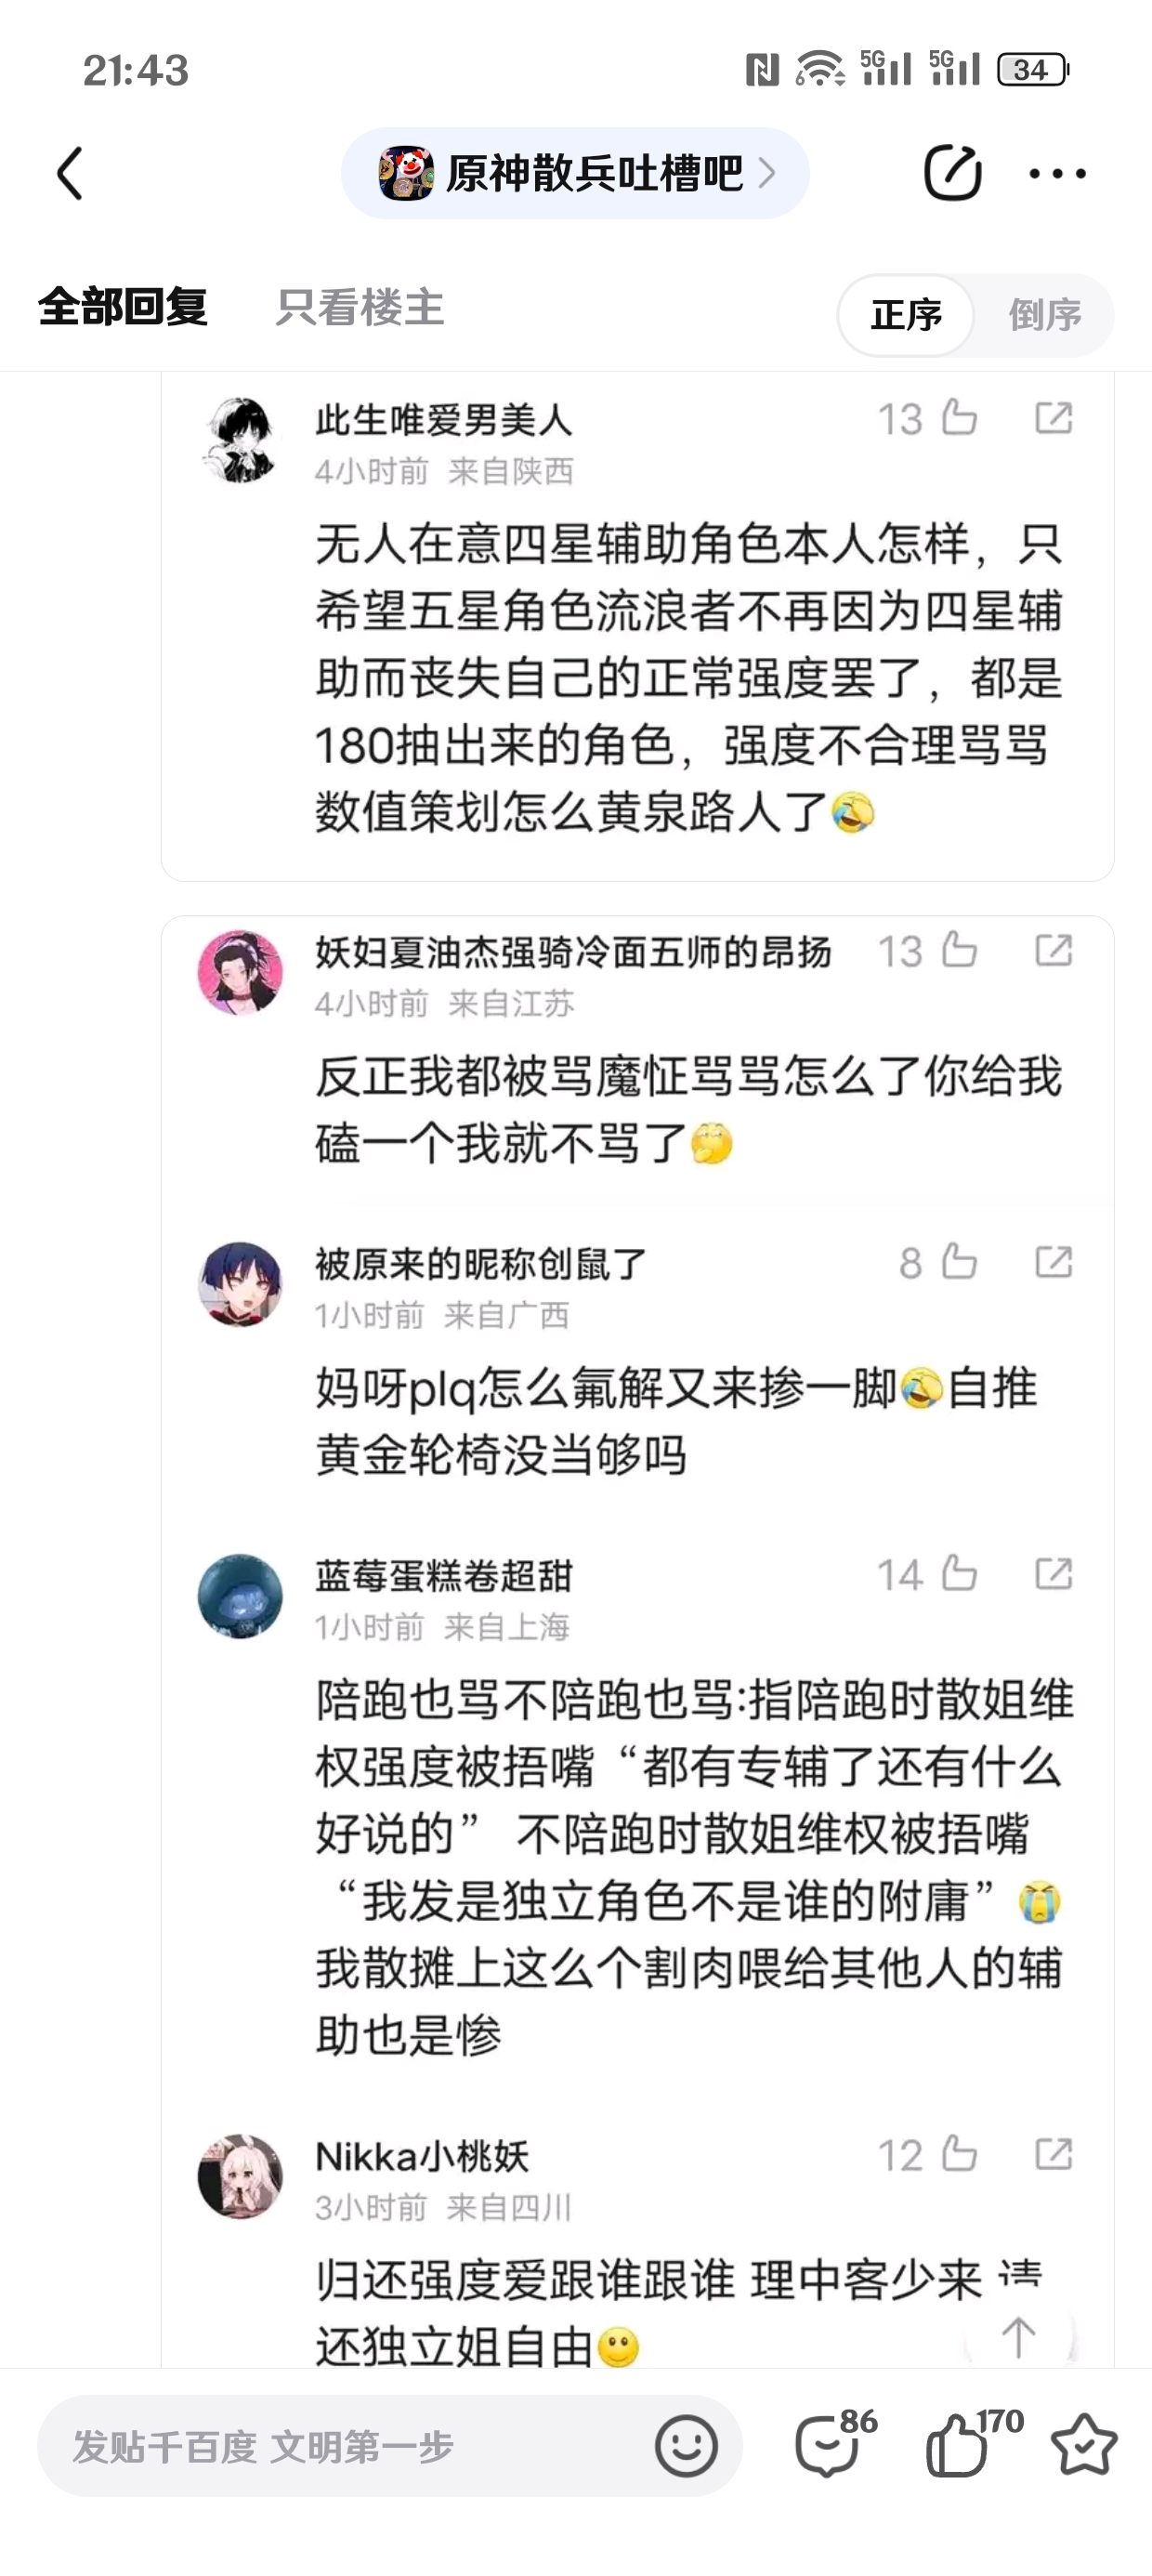 21:43
5G 5G 34
原神散兵吐槽吧
全部回复 只看楼主 正序 倒序
此生唯爱男美人 13
4小时前 来自陕西
无人在意四星辅助角色本人怎样，只
希望五星角色流浪者不再因为四星辅
助而丧失自己的正常强度罢了，都是
180抽出来的角色，强度不合理骂骂
数值策划怎么黄泉路人了🤣
妖妇夏油杰强骑冷面五师的昂扬 13
4小时前 来自江苏
反正我都被骂魔怔骂骂怎么了你给我
磕一个我就不骂了🤔
被原来的昵称创鼠了 8
1小时前 来自广西
妈呀plq怎么氟解又来掺一脚🤣自推
黄金轮椅没当够吗
蓝莓蛋糕卷超甜 14
1小时前 来自上海
陪跑也骂不陪跑也骂:指陪跑时散姐维
权强度被捂嘴“都有专辅了还有什么
好说的” 不陪跑时散姐维权被捂嘴
“我发是独立角色不是谁的附庸”😭
我散摊上这么个割肉喂给其他人的辅
助也是惨
Nikka小桃妖 12
3小时前 来自四川
归还强度爱跟谁跟谁 理中客少来 请
还独立姐自由🙂
发贴千百度 文明第一步 86 170